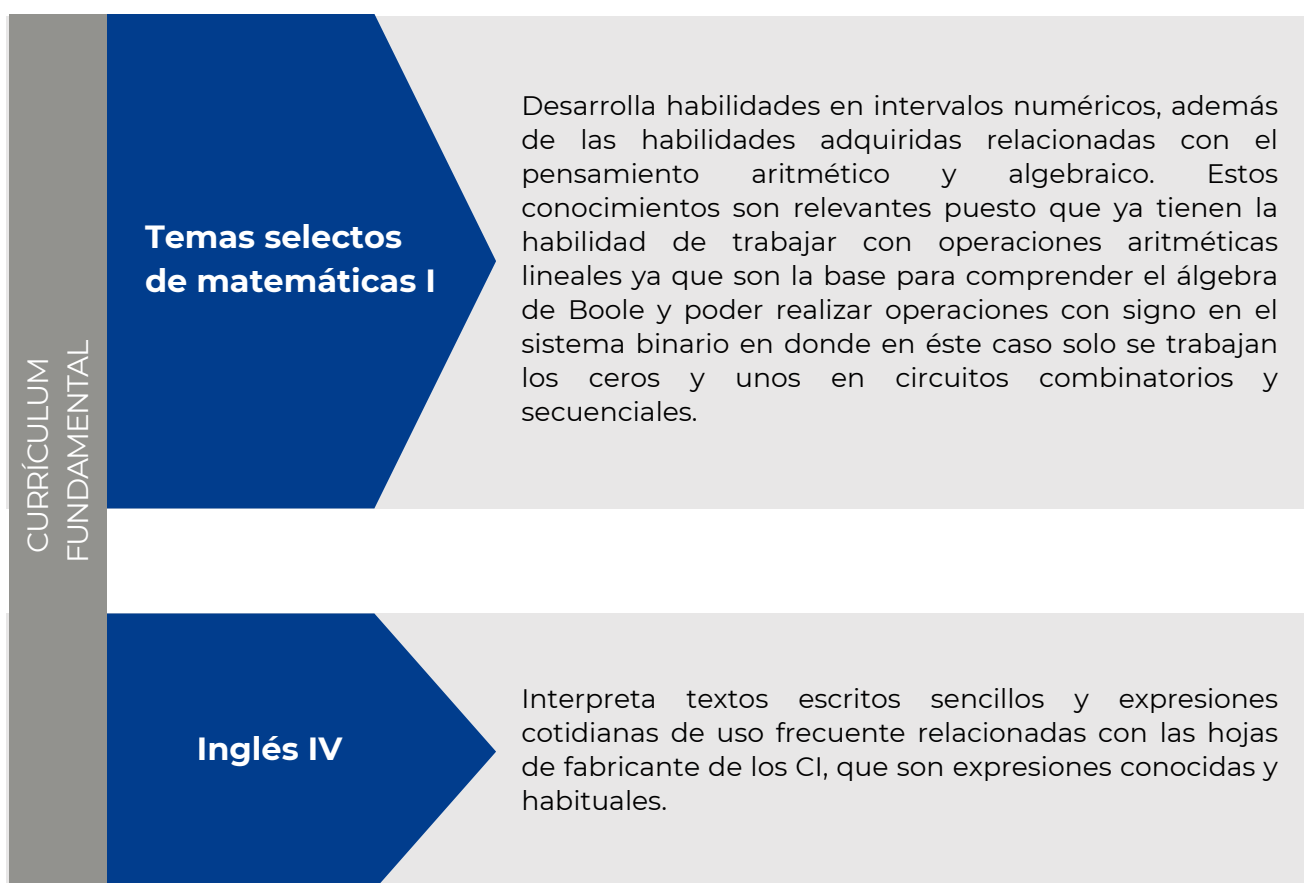 CURRÍCULUM
FUNDAMENTAL
Temas selectos
de matemáticas I
Desarrolla habilidades en intervalos numéricos, además
de las habilidades adquiridas relacionadas con el
pensamiento aritmético y algebraico. Estos
conocimientos son relevantes puesto que ya tienen la
habilidad de trabajar con operaciones aritméticas
lineales ya que son la base para comprender el álgebra
de Boole y poder realizar operaciones con signo en el
sistema binario en donde en éste caso solo se trabajan
los ceros y unos en circuitos combinatorios y
secuenciales.
Inglés IV
Interpreta textos escritos sencillos y expresiones
cotidianas de uso frecuente relacionadas con las hojas
de fabricante de los CI, que son expresiones conocidas y
habituales.